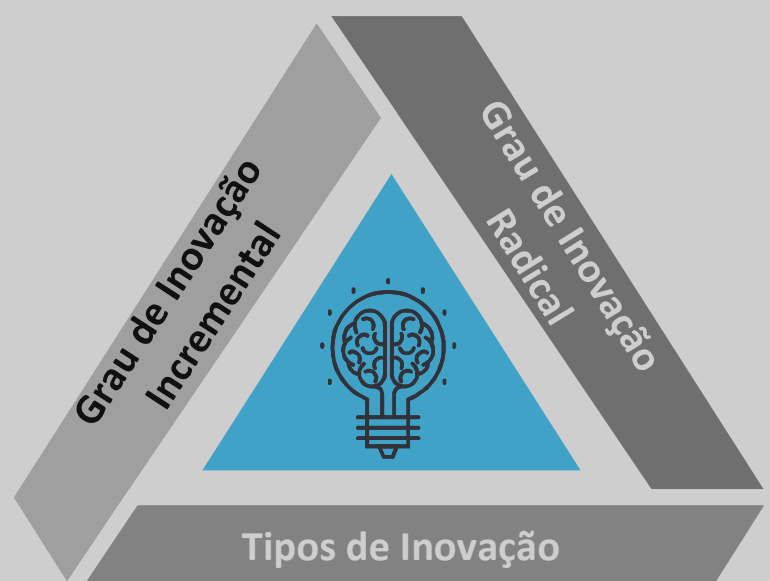 Grau de Inovação
Incremental
Grau de Inovação
Radical
Tipos de Inovação